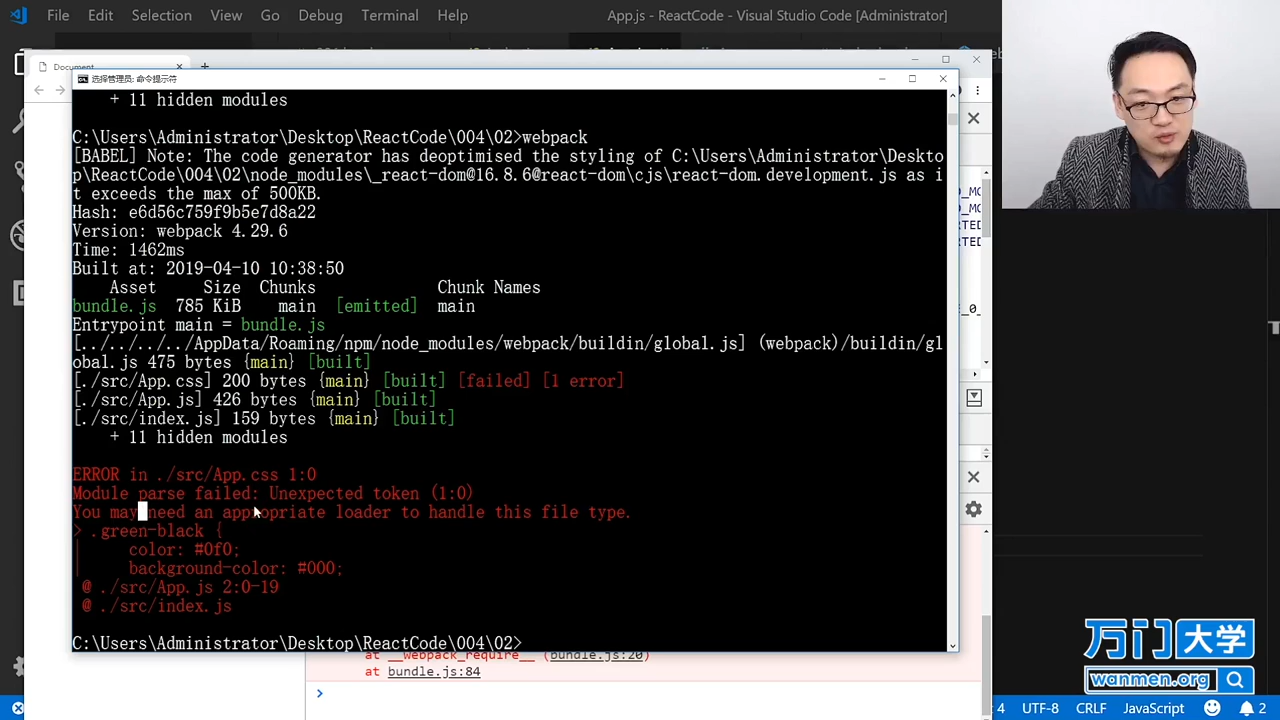 File Edit Selection View Go Debug Terminal Help App.js - ReactCode - Visual Studio Code [Administrator]
Document
选择管理员: 命令提示符
+ 11 hidden modules
C:\Users\Administrator\Desktop\ReactCode\004\02>webpack
[BABEL] Note: The code generator has deoptimised the styling of C:\Users\Administrator\Deskto
p\ReactCode\004\02\node_modules\_react-dom@16.8.6@react-dom\cjs\react-dom.development.js as i
t exceeds the max of 500KB.
Hash: e6d56c759f9b5e7d8a22
Version: webpack 4.29.6
Time: 1462ms
Built at: 2019-04-10 10:38:50
Asset Size Chunks Chunk Names
bundle.js 785 KiB main [emitted] main
Entrypoint main = bundle.js
[../../../../AppData/Roaming/npm/node_modules/webpack/buildin/global.js] (webpack)/buildin/gl
obal.js 475 bytes {main} [built]
[./src/App.css] 200 bytes {main} [built] [failed] [1 error]
[./src/App.js] 426 bytes {main} [built]
[./src/index.js] 159 bytes {main} [built]
+ 11 hidden modules
ERROR in ./src/App.css 1:0
Module parse failed: Unexpected token (1:0)
You may need an appropriate loader to handle this file type.
> .green-black {
| color: #0f0;
| background-color: #000;
@ ./src/App.js 2:0-19
@ ./src/index.js
C:\Users\Administrator\Desktop\ReactCode\004\02>
at __webpack_require__ (bundle.js:20)
at bundle.js:84
万门大学
wanmen.org
UTF-8 CRLF JavaScript 2